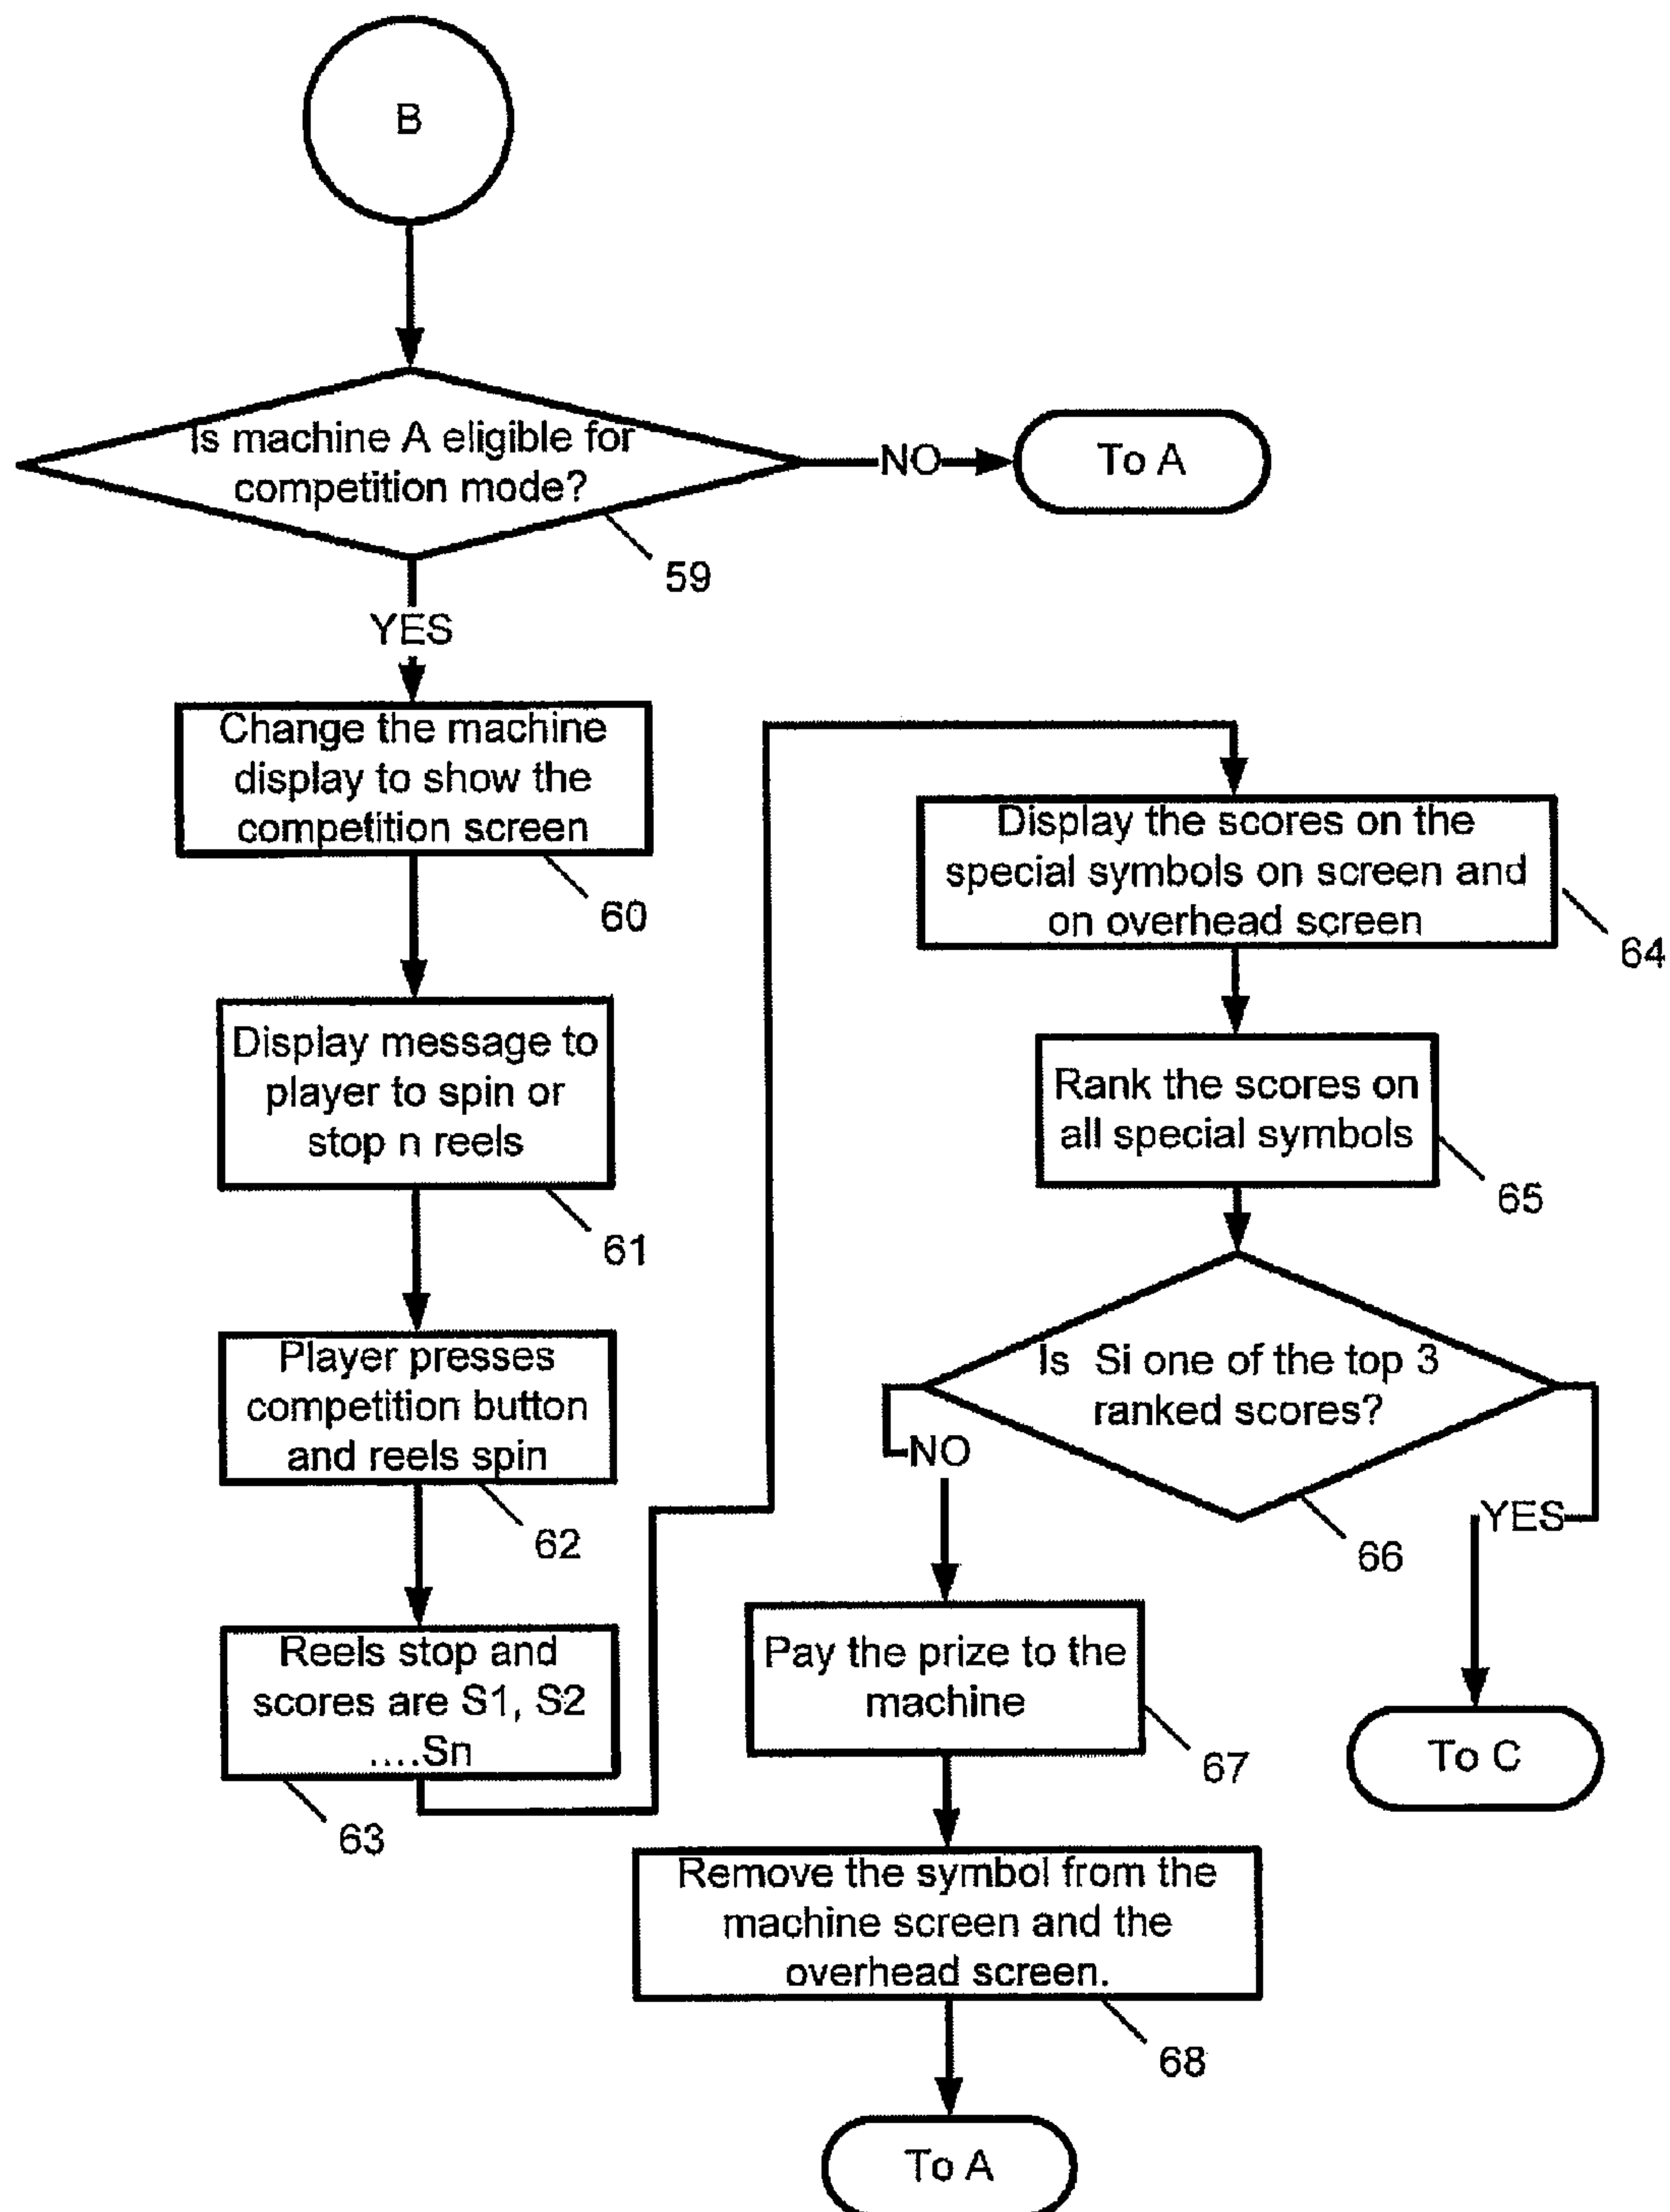 B
Is machine A eligible for
competition mode?
NO
To A
59
YES
Change the machine
display to show the
competition screen
60
Display message to
player to spin or
stop n reels
61
Player presses
competition button
and reels spin
62
Reels stop and
scores are S1, S2
....Sn
63
Display the scores on the
special symbols on screen and
on overhead screen
64
Rank the scores on
all special symbols
65
Is Si one of the top 3
ranked scores?
66
NO
YES
Pay the prize to the
machine
67
To C
Remove the symbol from the
machine screen and the
overhead screen.
68
To A